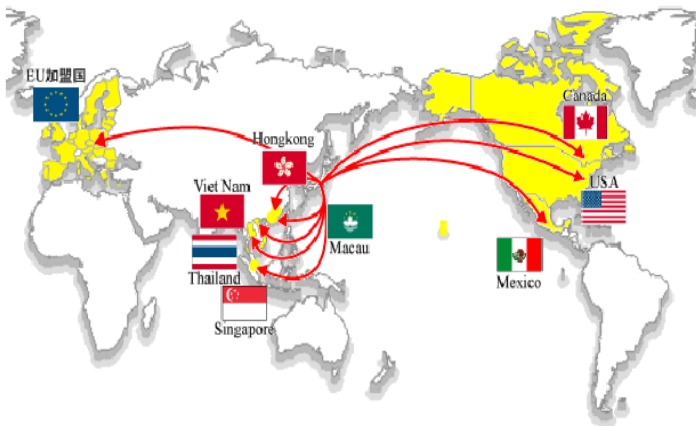 EU加盟国
Canada
Hongkong
Viet Nam
USA
Macau
Thailand
Mexico
Singapore